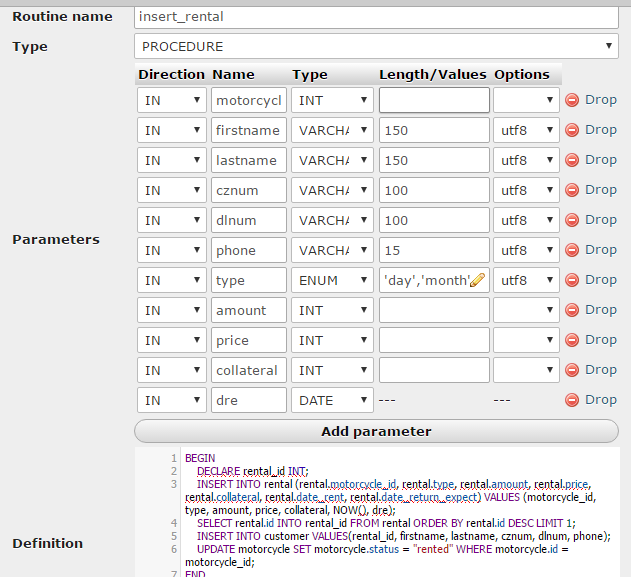 Routine name insert_rental
Type PROCEDURE
Direction Name Type Length/Values Options
IN motorcycl INT Drop
IN firstname VARCHA 150 utf8 Drop
IN lastname VARCHA 150 utf8 Drop
IN cznum VARCHA 100 utf8 Drop
IN dlnum VARCHA 100 utf8 Drop
Parameters
IN phone VARCHA 15 utf8 Drop
IN type ENUM 'day','month' utf8 Drop
IN amount INT Drop
IN price INT Drop
IN collateral INT Drop
IN dre DATE --- --- Drop
Add parameter
1 BEGIN
2 DECLARE rental_id INT;
3 INSERT INTO rental (rental.motorcycle_id, rental.type, rental.amount, rental.price,
rental.collateral, rental.date_rent, rental.date_return_expect) VALUES (motorcycle_id,
type, amount, price, collateral, NOW(), dre);
4 SELECT rental.id INTO rental_id FROM rental ORDER BY rental.id DESC LIMIT 1;
Definition
5 INSERT INTO customer VALUES(rental_id, firstname, lastname, cznum, dlnum, phone);
6 UPDATE motorcycle SET motorcycle.status = "rented" WHERE motorcycle.id =
motorcycle_id;
7 END